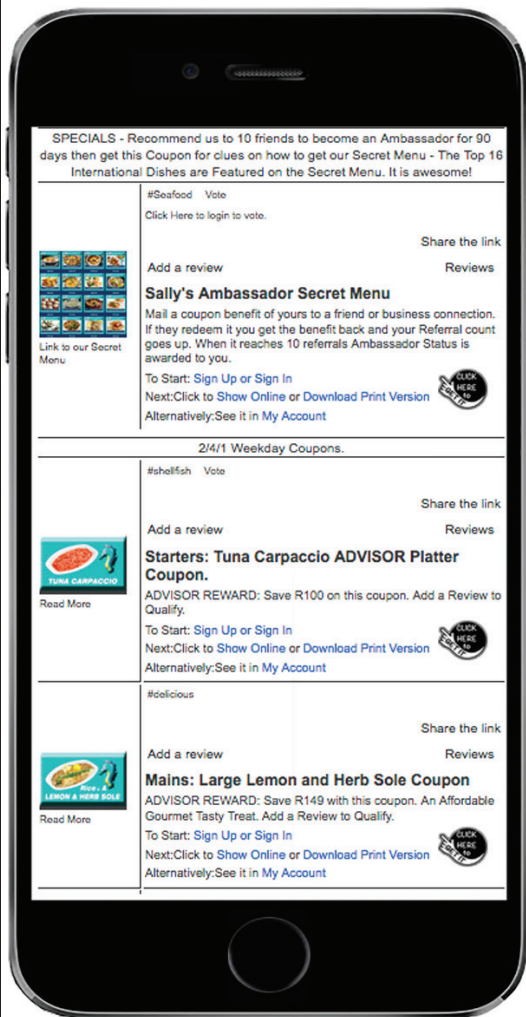 SPECIALS - Recommend us to 10 friends to become an Ambassador for 90
days then get this Coupon for clues on how to get our Secret Menu - The Top 16
International Dishes are Featured on the Secret Menu. It is awesome!
#Seafood Vote
Click Here to login to vote.
Share the link
Add a review Reviews
Sally's Ambassador Secret Menu
Mail a coupon benefit of yours to a friend or business connection.
If they redeem it you get the benefit back and your Referral count
goes up. When it reaches 10 referrals Ambassador Status is
awarded to you.
Link to our Secret
Menu
To Start: Sign Up or Sign In
Next:Click to Show Online or Download Print Version
Alternatively:See it in My Account
CLICK
HERE
to
GET IT
2/4/1 Weekday Coupons.
#shellfish Vote
Share the link
Add a review Reviews
Starters: Tuna Carpaccio ADVISOR Platter
Coupon.
TUNA CARPACCIO
Read More
ADVISOR REWARD: Save R100 on this coupon. Add a Review to
Qualify.
To Start: Sign Up or Sign In
Next:Click to Show Online or Download Print Version
Alternatively:See it in My Account
CLICK
HERE
to
GET IT
#delicious
Share the link
Add a review Reviews
Mains: Large Lemon and Herb Sole Coupon
Rice.
LEMON & HERB SOLE
Read More
ADVISOR REWARD: Save R149 with this coupon. An Affordable
Gourmet Tasty Treat. Add a Review to Qualify.
To Start: Sign Up or Sign In
Next:Click to Show Online or Download Print Version
Alternatively:See it in My Account
CLICK
HERE
to
GET IT